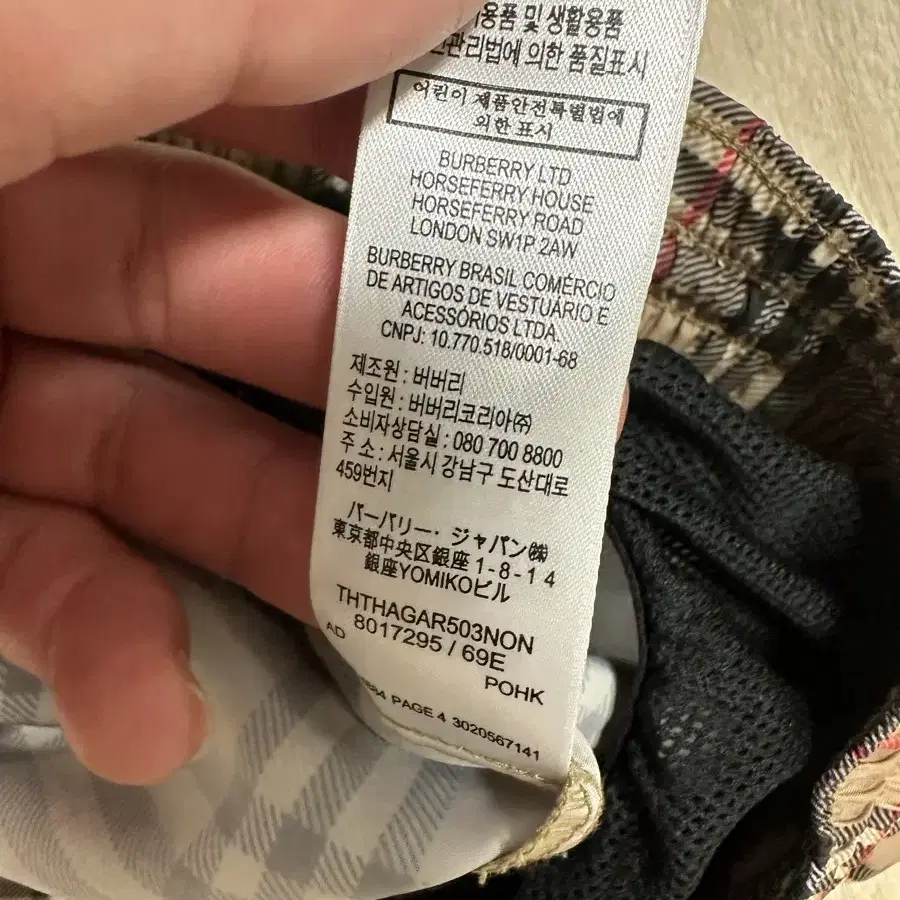 용품 및 생활용품
관리법에 의한 품질표시
어린이 제품안전특별법에
의한 표시
BURBERRY LTD
HORSEFERRY HOUSE
HORSEFERRY ROAD
LONDON SW1P 2AW
BURBERRY BRASIL COMÉRCIO
DE ARTIGOS DE VESTUÁRIO E
ACESSÓRIOS LTDA.
CNPJ: 10.770.518/0001-68
제조원 : 버버리
수입원 : 버버리코리아㈜
소비자상담실 : 080 700 8800
주 소 : 서울시 강남구 도산대로
459번지
バーバリー・ジャパン㈱
東京都中央区銀座 1-8-14
銀座YOMIKOビル
THTHAGAR503NON
8017295 / 69E
AD
POHK
PAGE 4 3020567141